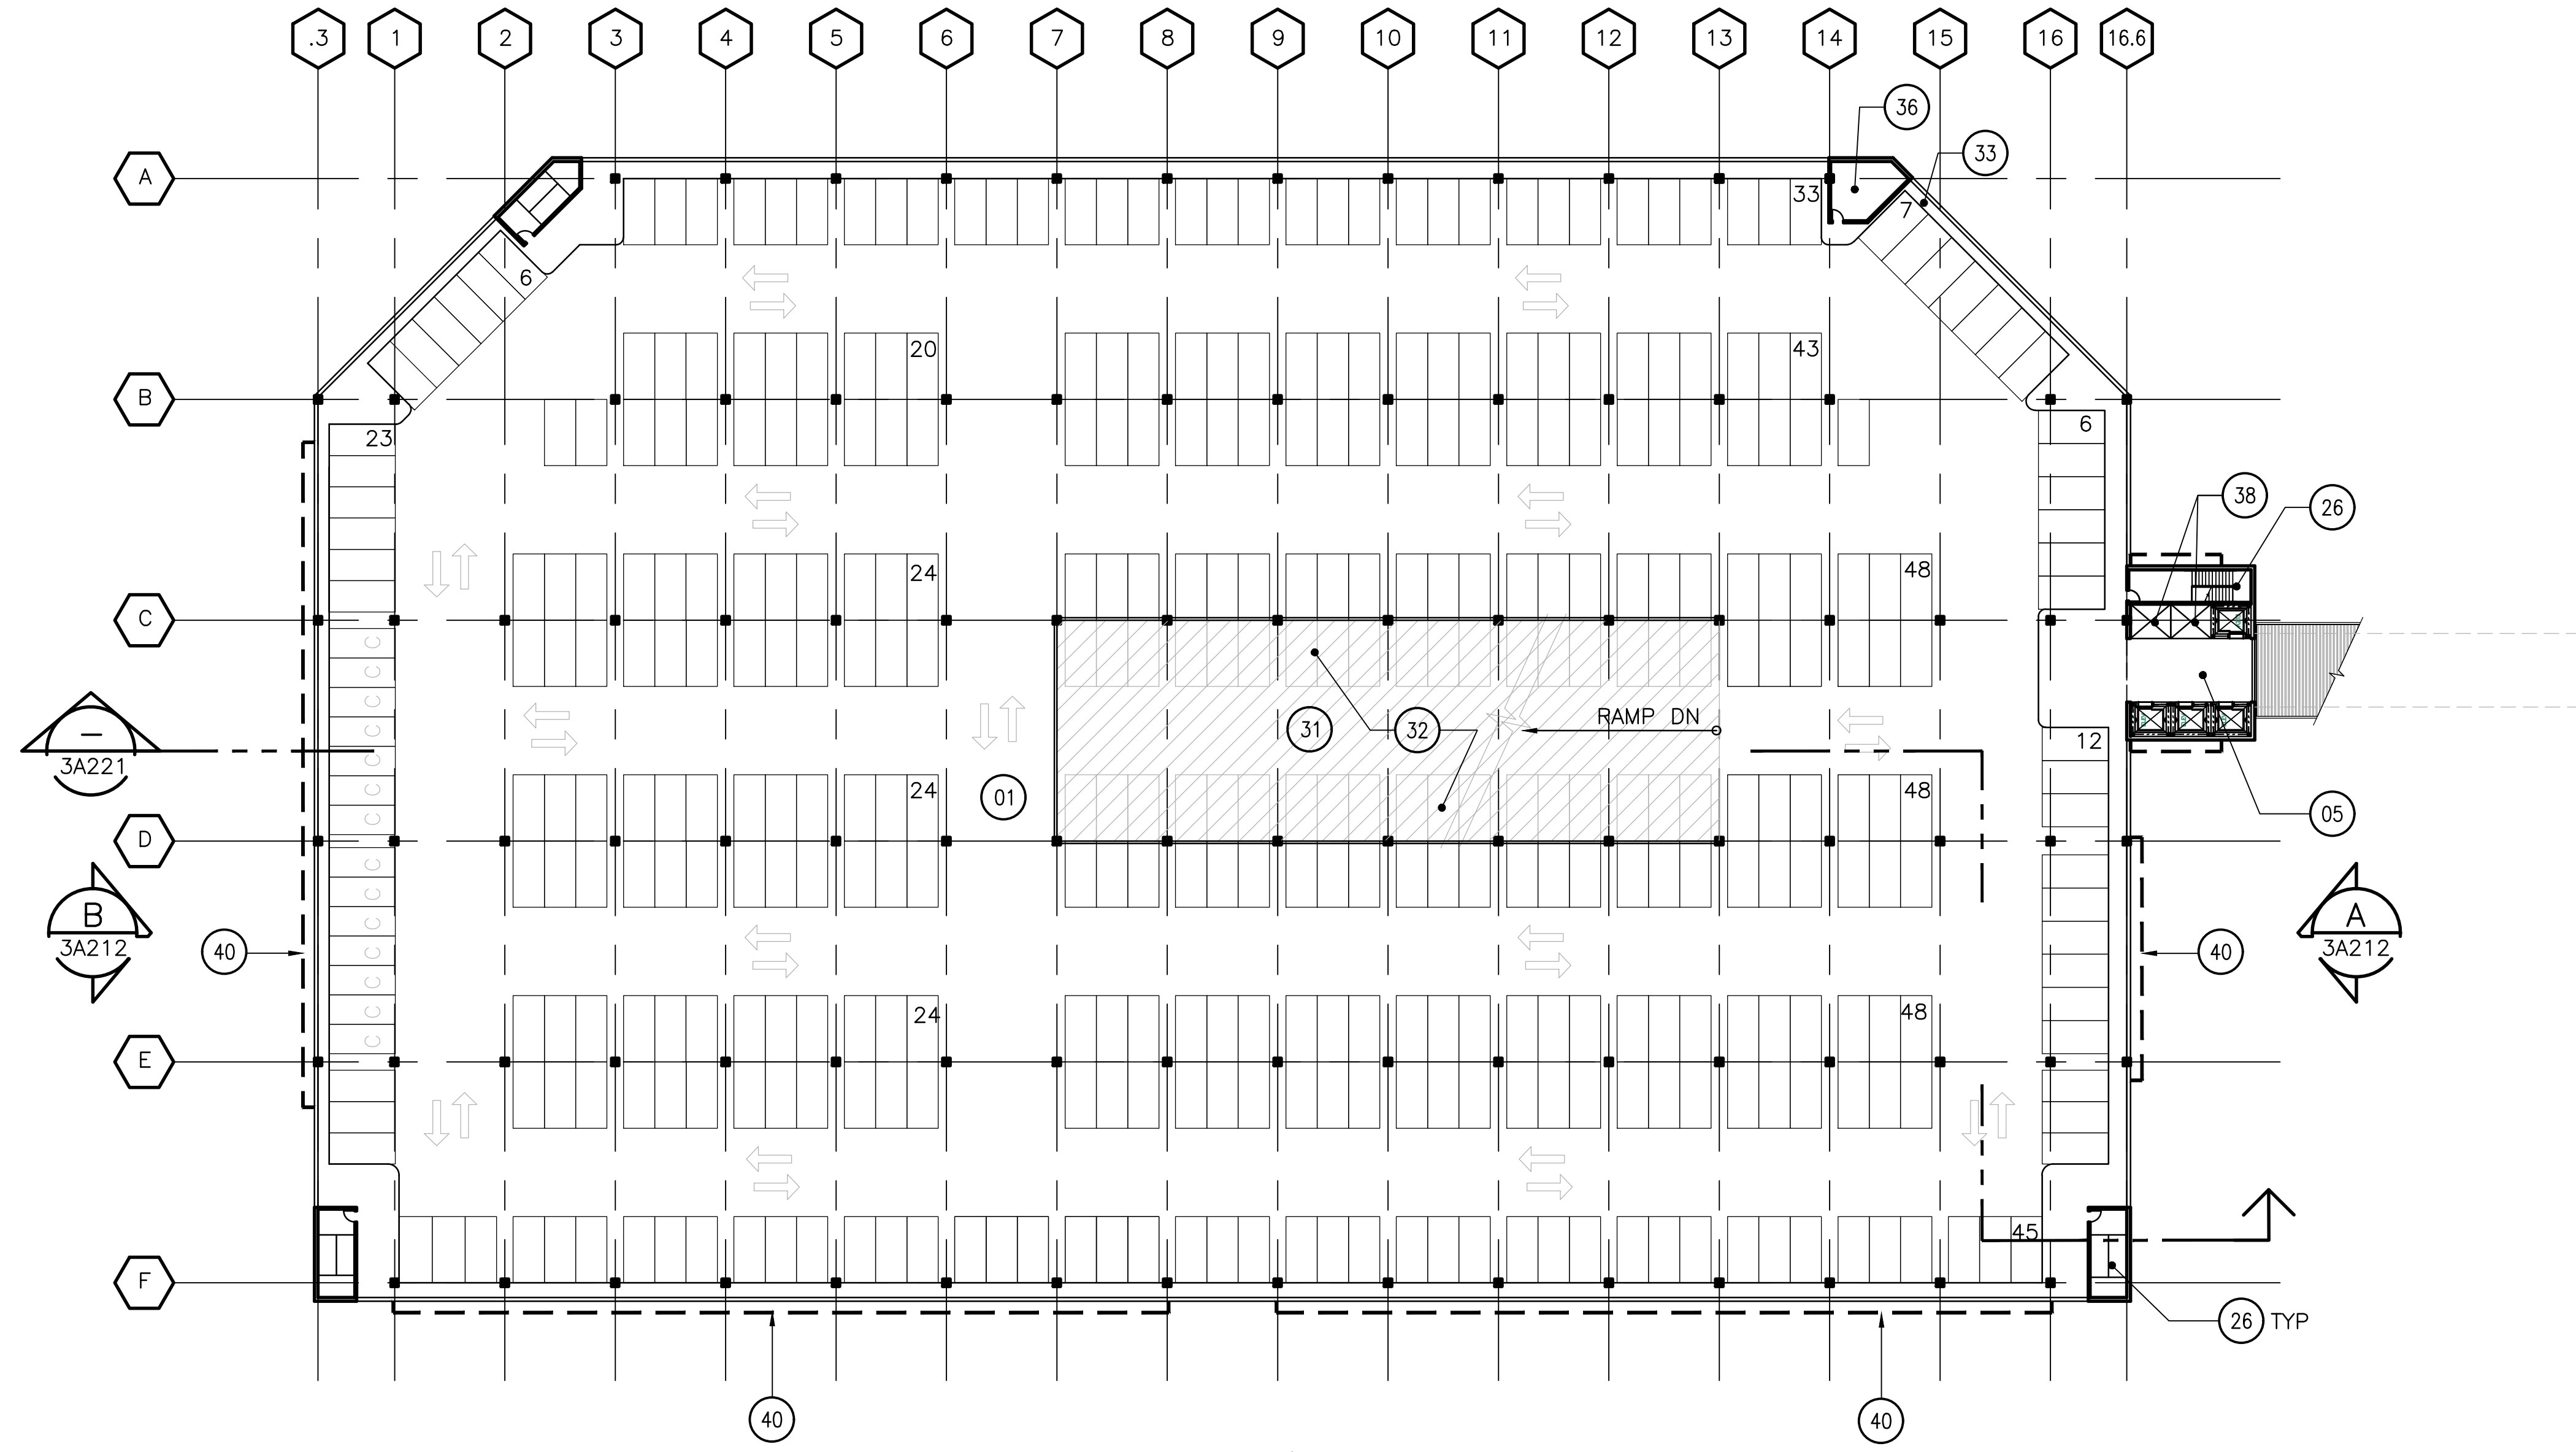 .3 1 2 3 4 5 6 7 8 9 10 11 12 13 14 15 16 16.6
36
33
A
33
7
6
20
43
B
23
6
38
26
24
48
C
C
C
C
31
32
RAMP DN
C
12
—
3A221
C
C
24
01
48
05
C
D
C
C
B
3A212
A
3A212
C
40
40
C
C
C
24
48
C
C
E
45
F
26 TYP
40
40